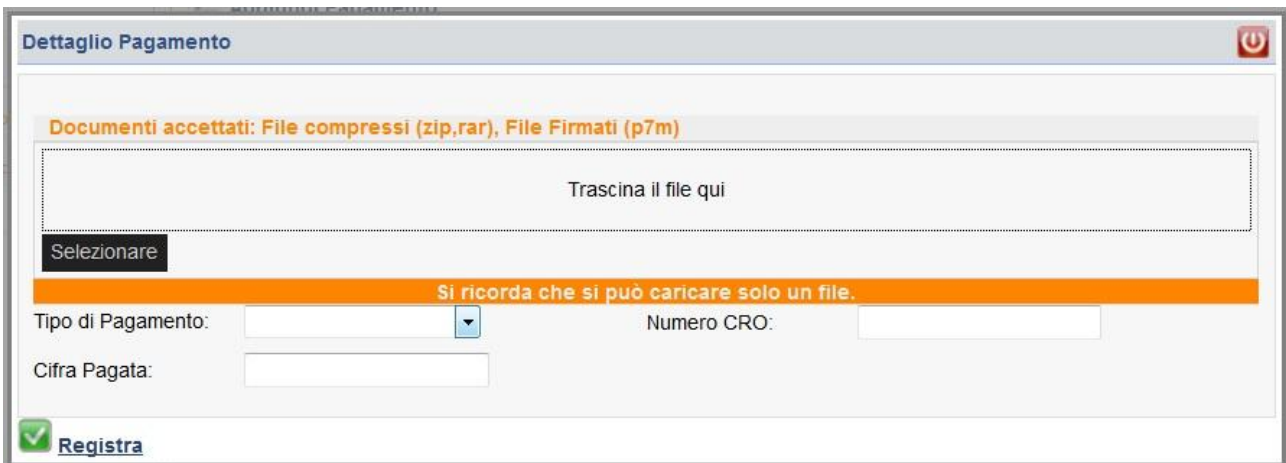 Dettaglio Pagamento
Documenti accettati: File compressi (zip,rar), File Firmati (p7m)
Trascina il file qui
Selezionare
Si ricorda che si può caricare solo un file.
Tipo di Pagamento:
Numero CRO:
Cifra Pagata:
Registra